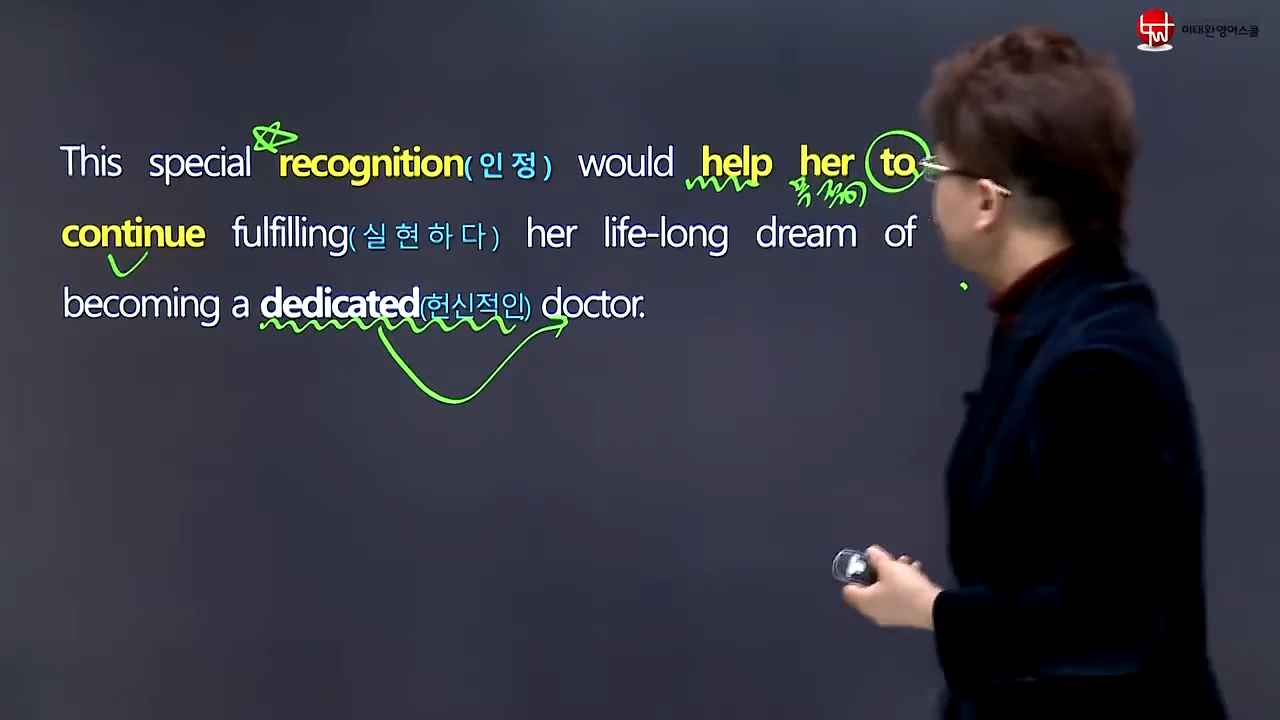 이태환영어스쿨
This special recognition(인정) would help her to
continue fulfilling(실현하다) her life-long dream of
becoming a dedicated(헌신적인) doctor.